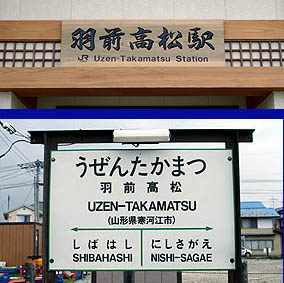 羽前高松駅
JR Uzen-Takamatsu Station
うぜんたかまつ
羽前高松
UZEN-TAKAMATSU
(山形県寒河江市)
しばはし にしさがえ
SHIBAHASHI NISHI-SAGAE